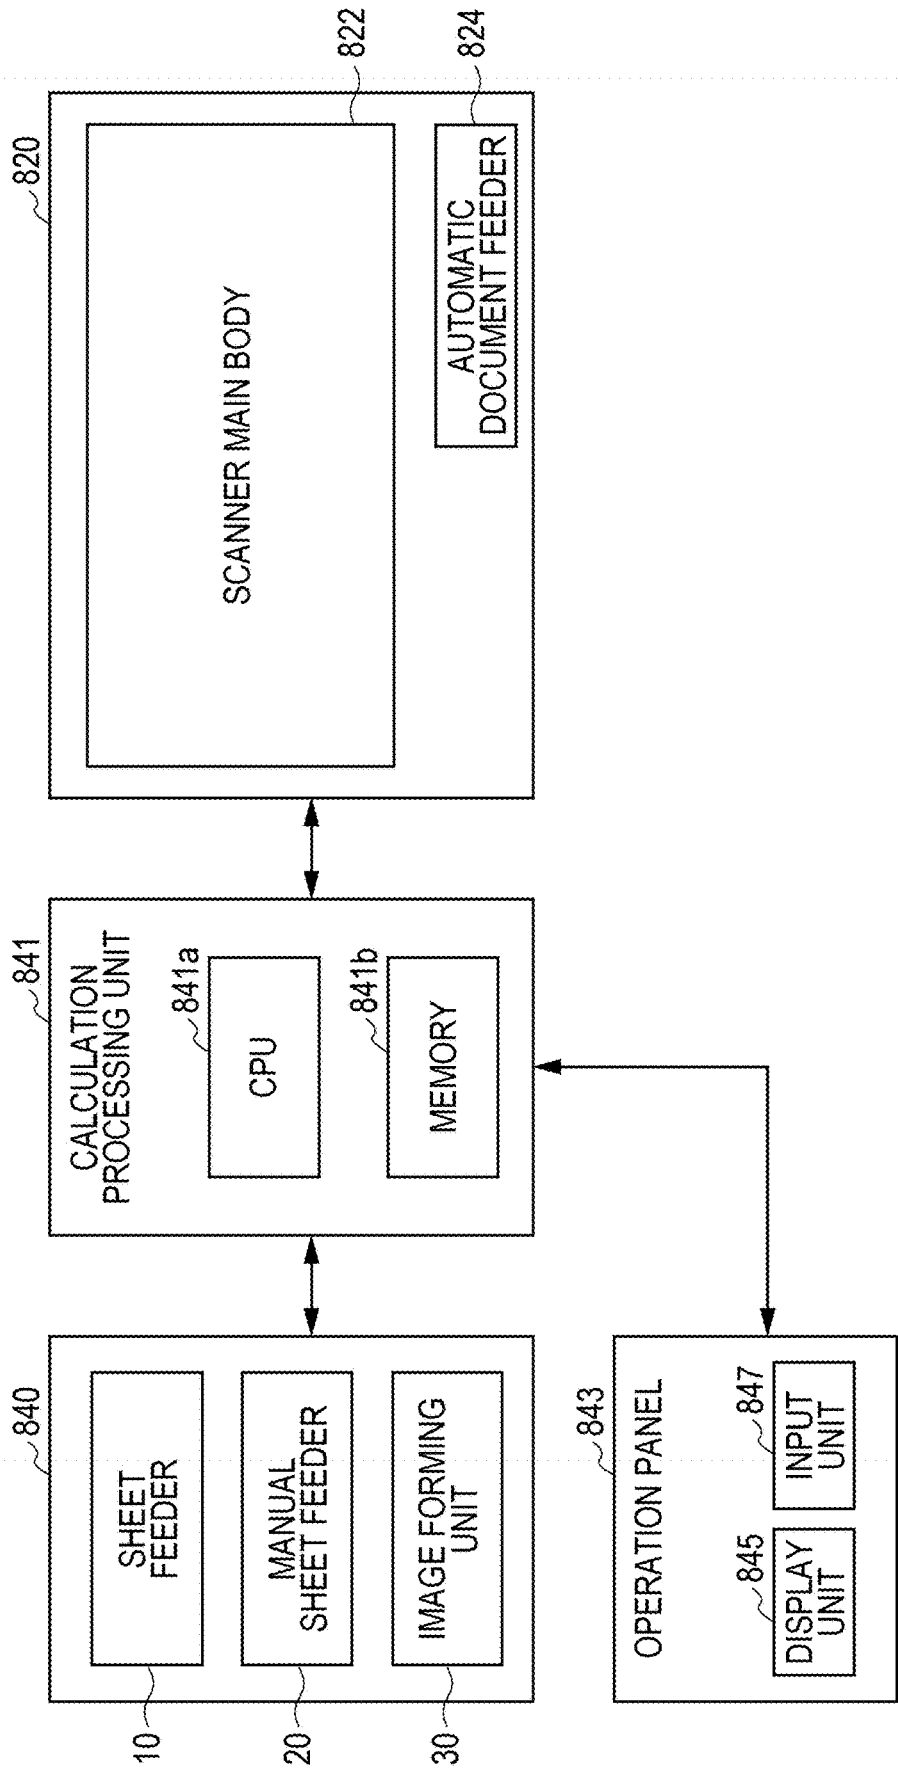 840
SHEET
FEEDER
10
MANUAL
SHEET FEEDER
20
IMAGE FORMING
UNIT
30
841
CALCULATION
PROCESSING UNIT
841a
CPU
841b
MEMORY
820
SCANNER MAIN BODY
822
AUTOMATIC
DOCUMENT FEEDER
824
843
OPERATION PANEL
845
DISPLAY
UNIT
847
INPUT
UNIT